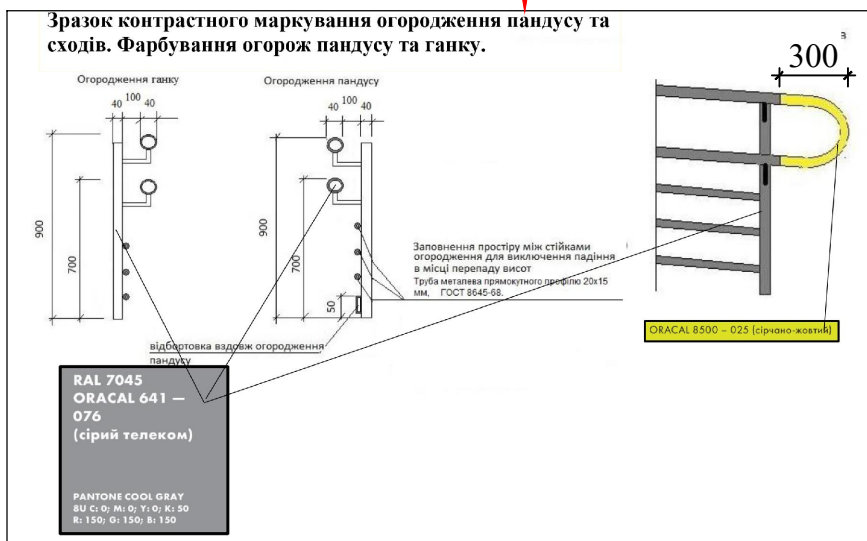 Зразок контрастного маркування огородження пандусу та
сходів. Фарбування огорож пандусу та ганку.
в
300
Огородження ганку
Огородження пандусу
40 100 40
40 100 40
900
700
900
700
50
Заповнення простіру між стійками
огородження для виключення падіння
в місці перепаду висот
Труба металева прямокутного профілю 20х15
мм, ГОСТ 8645-68.
ORACAL 8500 – 025 (сірчано-жовтий)
відбортовка вздовж огородження
пандусу
RAL 7045
ORACAL 641 —
076
(сірий телеком)
PANTONE COOL GRAY
8U C: 0; M: 0; Y: 0; K: 50
R: 150; G: 150; B: 150